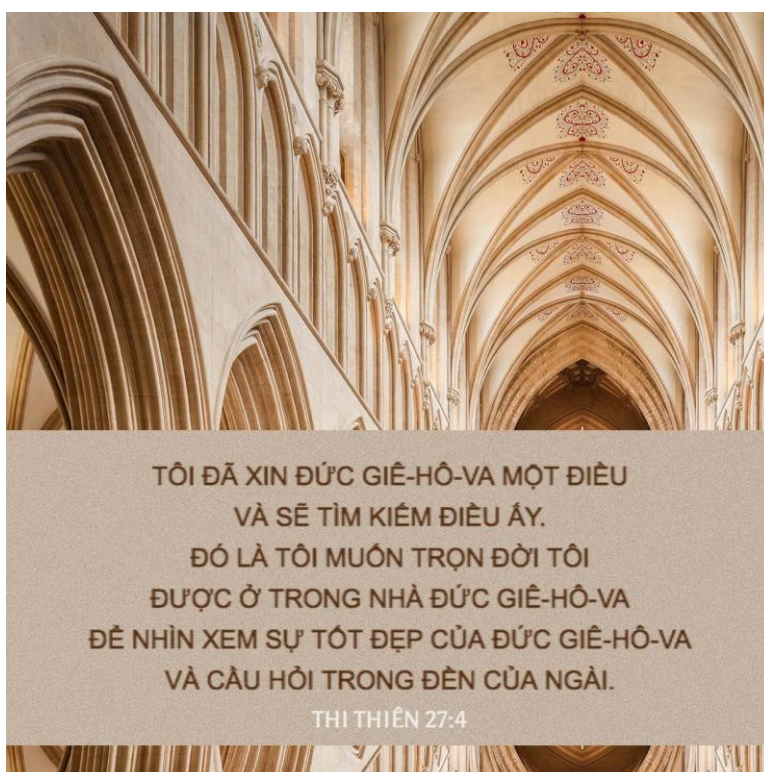 TÔI ĐÃ XIN ĐỨC GIÊ-HÔ-VA MỘT ĐIỀU
VÀ SẼ TÌM KIẾM ĐIỀU ẤY.
ĐÓ LÀ TÔI MUỐN TRỌN ĐỜI TÔI
ĐƯỢC Ở TRONG NHÀ ĐỨC GIÊ-HÔ-VA
ĐỂ NHÌN XEM SỰ TỐT ĐẸP CỦA ĐỨC GIÊ-HÔ-VA
VÀ CẦU HỎI TRONG ĐỀN CỦA NGÀI.
THI THIÊN 27:4